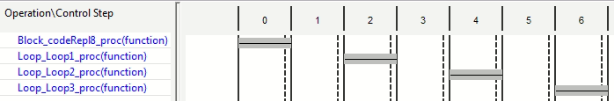 Operation\Control Step
0 1 2 3 4 5 6
Block_codeRepl8_proc(function)
Loop_Loop1_proc(function)
Loop_Loop2_proc(function)
Loop_Loop3_proc(function)